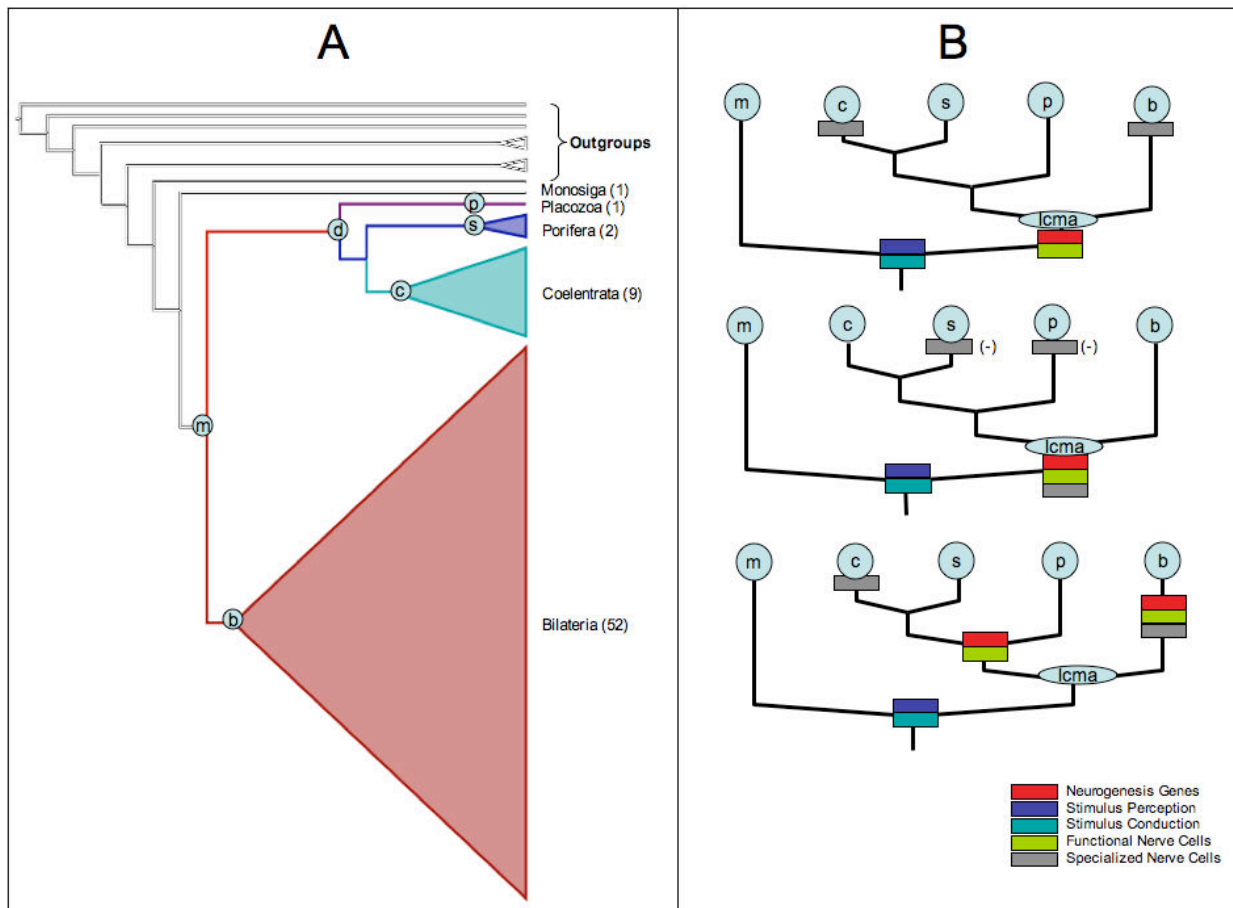 A
Outgroups
Monosiga (1)
p
Placozoa (1)
s
d
Porifera (2)
c
Coelentrata (9)
m
b
Bilateria (52)
B
m c s p b
lcma
m c s p b
(-) (-)
lcma
m c s p b
lcma
Neurogenesis Genes
Stimulus Perception
Stimulus Conduction
Functional Nerve Cells
Specialized Nerve Cells